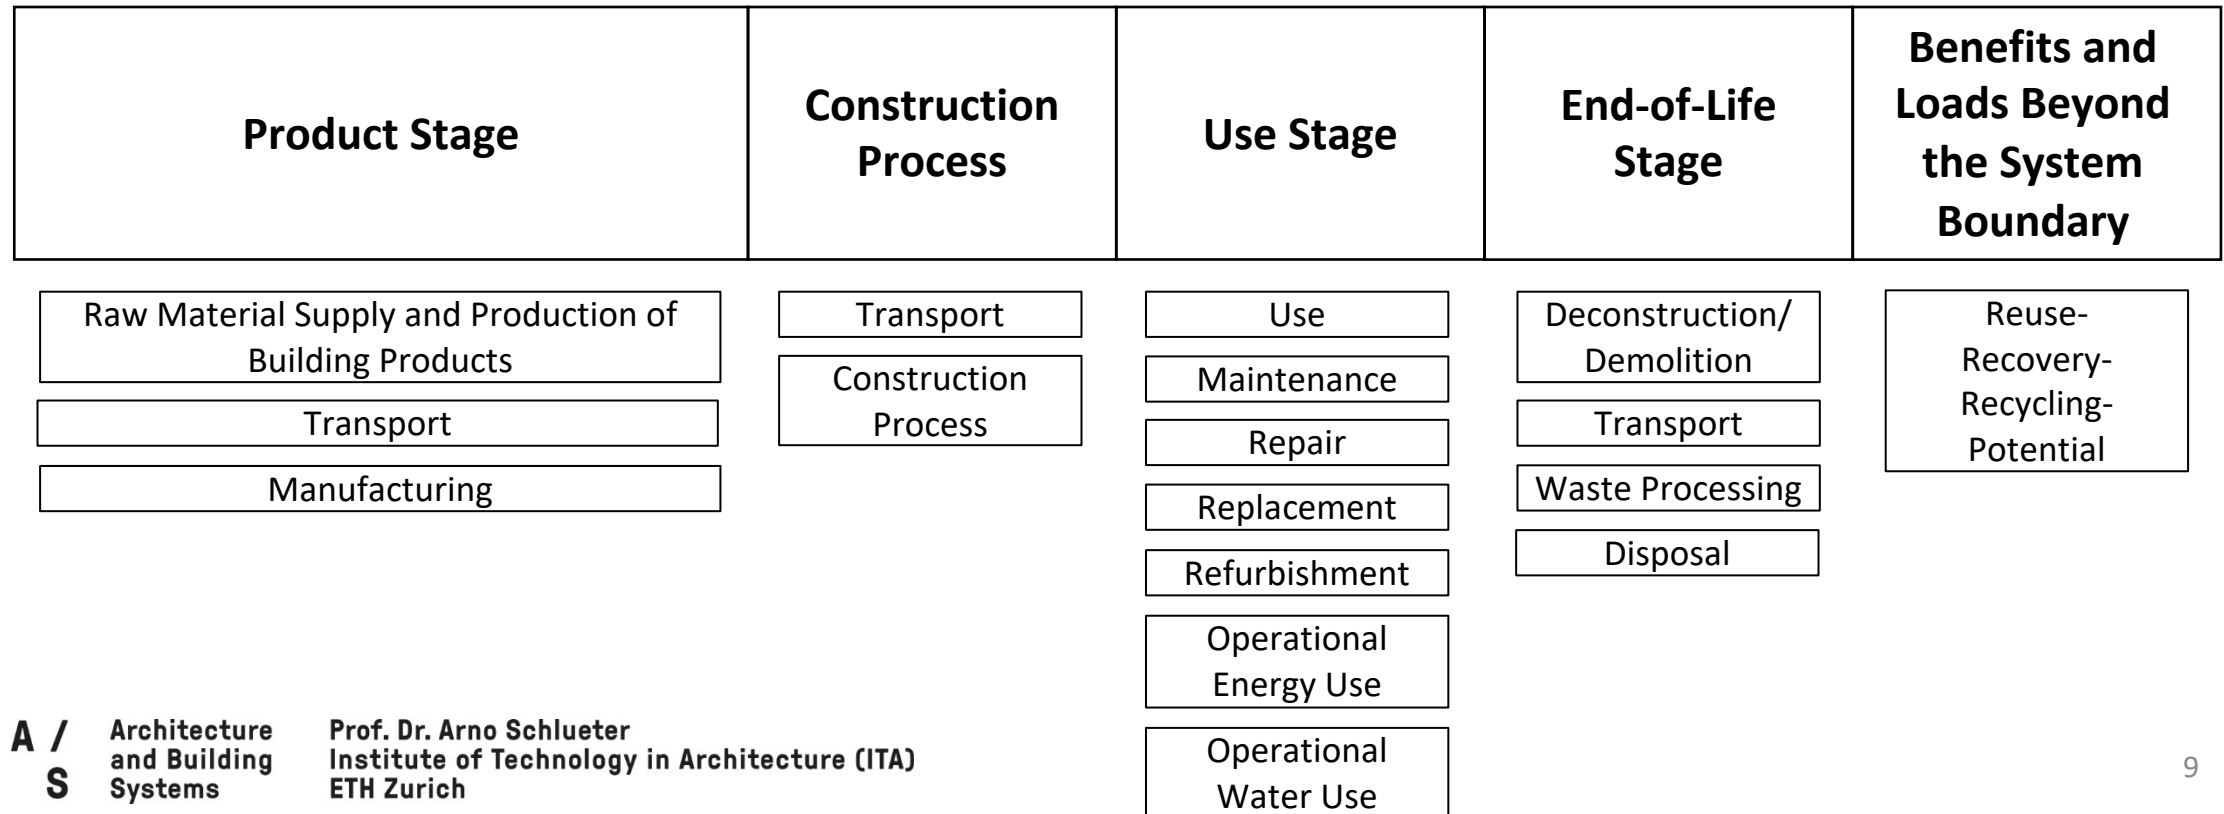 Product Stage
Construction
Process
Use Stage
End-of-Life
Stage
Benefits and
Loads Beyond
the System
Boundary
Raw Material Supply and Production of
Building Products
Transport
Manufacturing
Transport
Construction
Process
Use
Maintenance
Repair
Replacement
Refurbishment
Operational
Energy Use
Operational
Water Use
Deconstruction/
Demolition
Transport
Waste Processing
Disposal
Reuse-
Recovery-
Recycling-
Potential
A /
S
Architecture
and Building
Systems
Prof. Dr. Arno Schlueter
Institute of Technology in Architecture (ITA)
ETH Zurich
9